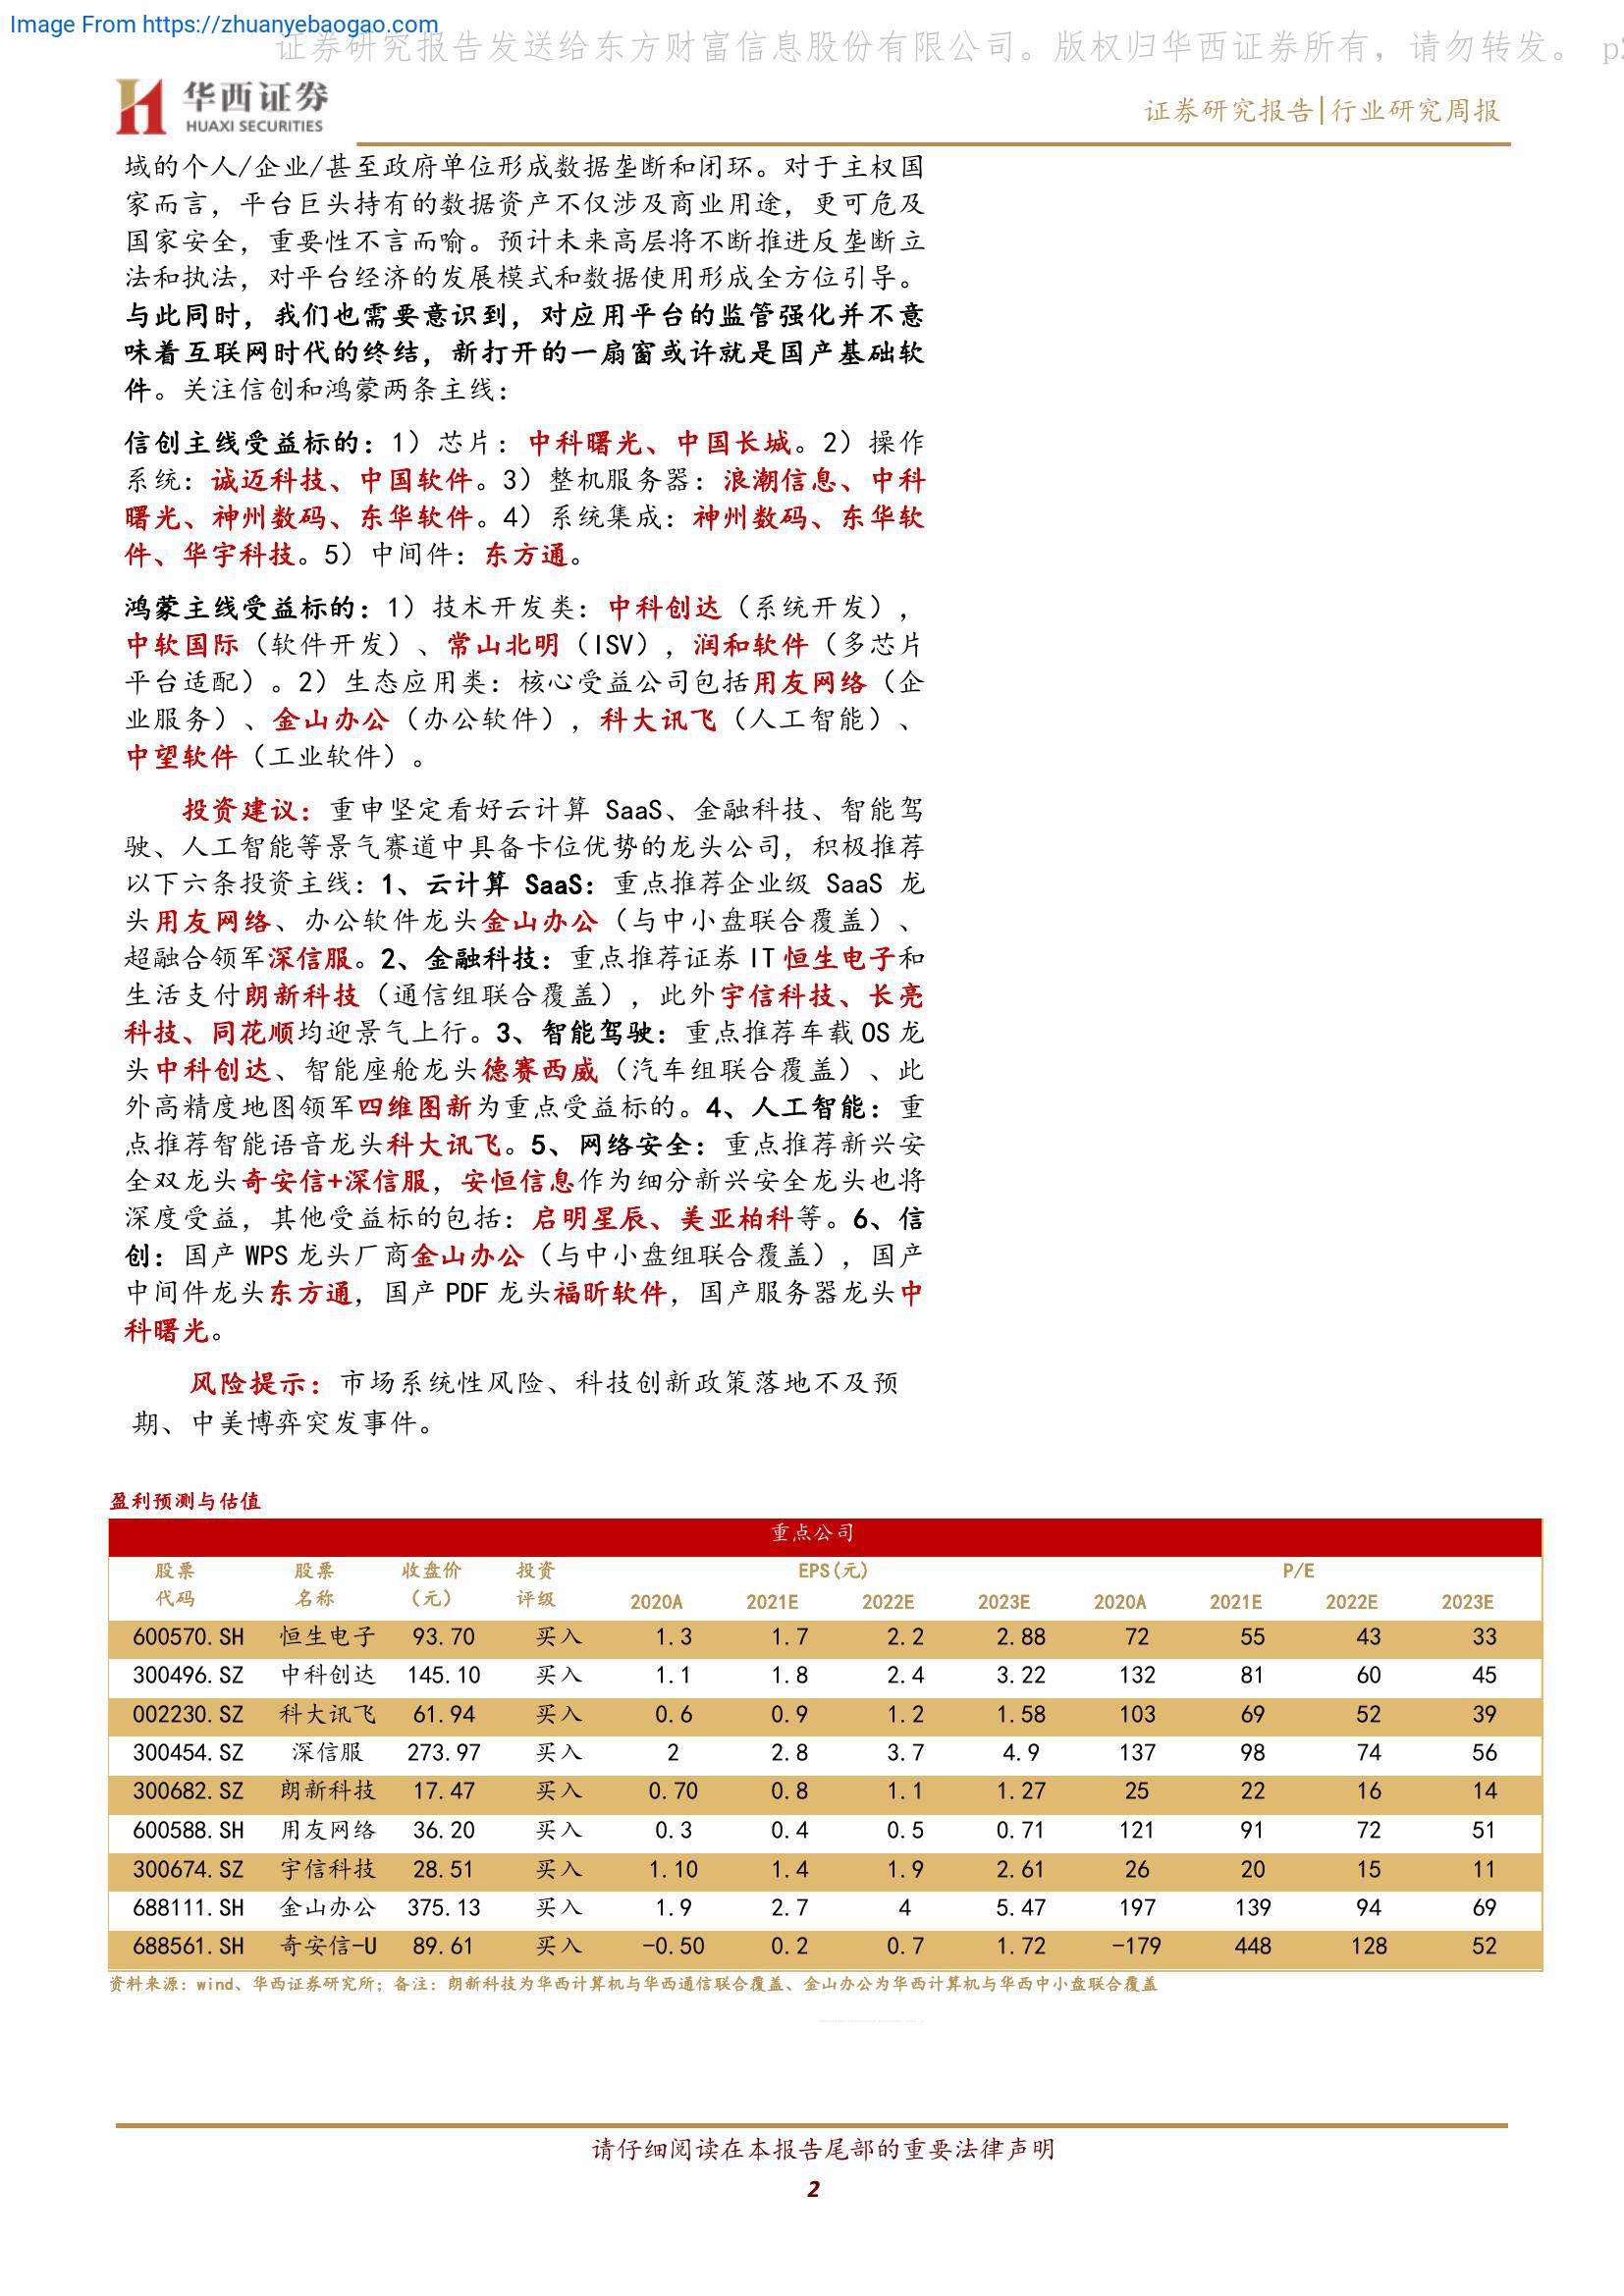 Image From https://zhuanyebaogao.com
证券研究报告发送给东方财富信息股份有限公司。版权归华西证券所有，请勿转发。 p2
华西证券
HUAXI SECURITIES
证券研究报告|行业研究周报
域的个人/企业/甚至政府单位形成数据垄断和闭环。对于主权国
家而言，平台巨头持有的数据资产不仅涉及商业用途，更可危及
国家安全，重要性不言而喻。预计未来高层将不断推进反垄断立
法和执法，对平台经济的发展模式和数据使用形成全方位引导。
与此同时，我们也需要意识到，对应用平台的监管强化并不意
味着互联网时代的终结，新打开的一扇窗或许就是国产基础软
件。关注信创和鸿蒙两条主线：
信创主线受益标的：1）芯片：中科曙光、中国长城。2）操作
系统：诚迈科技、中国软件。3）整机服务器：浪潮信息、中科
曙光、神州数码、东华软件。4）系统集成：神州数码、东华软
件、华宇科技。5）中间件：东方通。
鸿蒙主线受益标的：1）技术开发类：中科创达（系统开发），
中软国际（软件开发）、常山北明（ISV），润和软件（多芯片
平台适配）。2）生态应用类：核心受益公司包括用友网络（企
业服务）、金山办公（办公软件），科大讯飞（人工智能）、
中望软件（工业软件）。
投资建议：重申坚定看好云计算 SaaS、金融科技、智能驾
驶、人工智能等景气赛道中具备卡位优势的龙头公司，积极推荐
以下六条投资主线：1、云计算 SaaS：重点推荐企业级 SaaS 龙
头用友网络、办公软件龙头金山办公（与中小盘联合覆盖）、
超融合领军深信服。2、金融科技：重点推荐证券 IT 恒生电子和
生活支付朗新科技（通信组联合覆盖），此外宇信科技、长亮
科技、同花顺均迎景气上行。3、智能驾驶：重点推荐车载 OS 龙
头中科创达、智能座舱龙头德赛西威（汽车组联合覆盖）、此
外高精度地图领军四维图新为重点受益标的。4、人工智能：重
点推荐智能语音龙头科大讯飞。5、网络安全：重点推荐新兴安
全双龙头奇安信+深信服，安恒信息作为细分新兴安全龙头也将
深度受益，其他受益标的包括：启明星辰、美亚柏科等。6、信
创：国产 WPS 龙头厂商金山办公（与中小盘组联合覆盖），国产
中间件龙头东方通，国产 PDF 龙头福昕软件，国产服务器龙头中
科曙光。
风险提示：市场系统性风险、科技创新政策落地不及预
期、中美博弈突发事件。
盈利预测与估值
重点公司
股票 股票 收盘价 投资 EPS(元) P/E
代码 名称 （元） 评级 2020A 2021E 2022E 2023E 2020A 2021E 2022E 2023E
600570.SH 恒生电子 93.70 买入 1.3 1.7 2.2 2.88 72 55 43 33
300496.SZ 中科创达 145.10 买入 1.1 1.8 2.4 3.22 132 81 60 45
002230.SZ 科大讯飞 61.94 买入 0.6 0.9 1.2 1.58 103 69 52 39
300454.SZ 深信服 273.97 买入 2 2.8 3.7 4.9 137 98 74 56
300682.SZ 朗新科技 17.47 买入 0.70 0.8 1.1 1.27 25 22 16 14
600588.SH 用友网络 36.20 买入 0.3 0.4 0.5 0.71 121 91 72 51
300674.SZ 宇信科技 28.51 买入 1.10 1.4 1.9 2.61 26 20 15 11
688111.SH 金山办公 375.13 买入 1.9 2.7 4 5.47 197 139 94 69
688561.SH 奇安信-U 89.61 买入 -0.50 0.2 0.7 1.72 -179 448 128 52
资料来源：wind、华西证券研究所；备注：朗新科技为华西计算机与华西通信联合覆盖、金山办公为华西计算机与华西中小盘联合覆盖
请仔细阅读在本报告尾部的重要法律声明
2